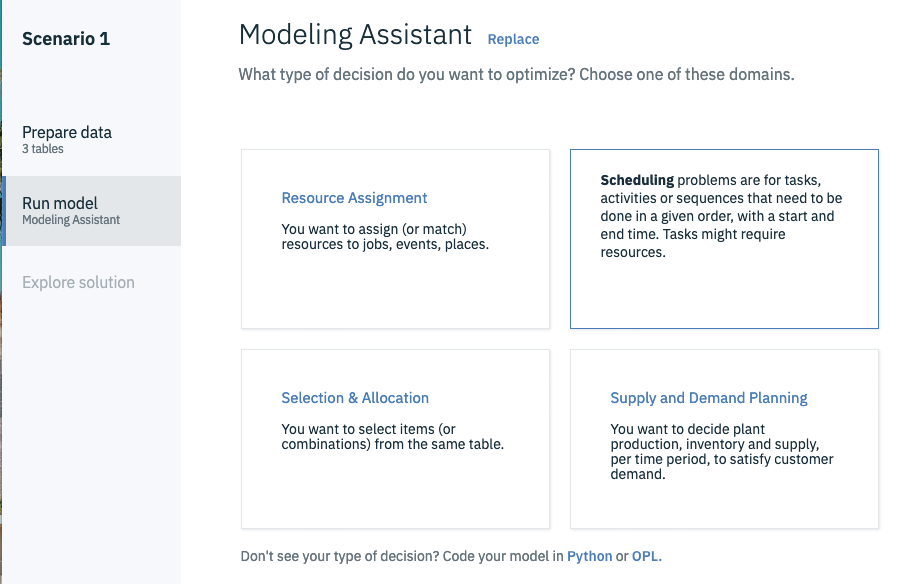 Scenario 1
Prepare data
3 tables
Run model
Modeling Assistant
Explore solution
Modeling Assistant Replace
What type of decision do you want to optimize? Choose one of these domains.
Resource Assignment
You want to assign (or match)
resources to jobs, events, places.
Scheduling problems are for tasks,
activities or sequences that need to be
done in a given order, with a start and
end time. Tasks might require
resources.
Selection & Allocation
You want to select items (or
combinations) from the same table.
Supply and Demand Planning
You want to decide plant
production, inventory and supply,
per time period, to satisfy customer
demand.
Don't see your type of decision? Code your model in Python or OPL.